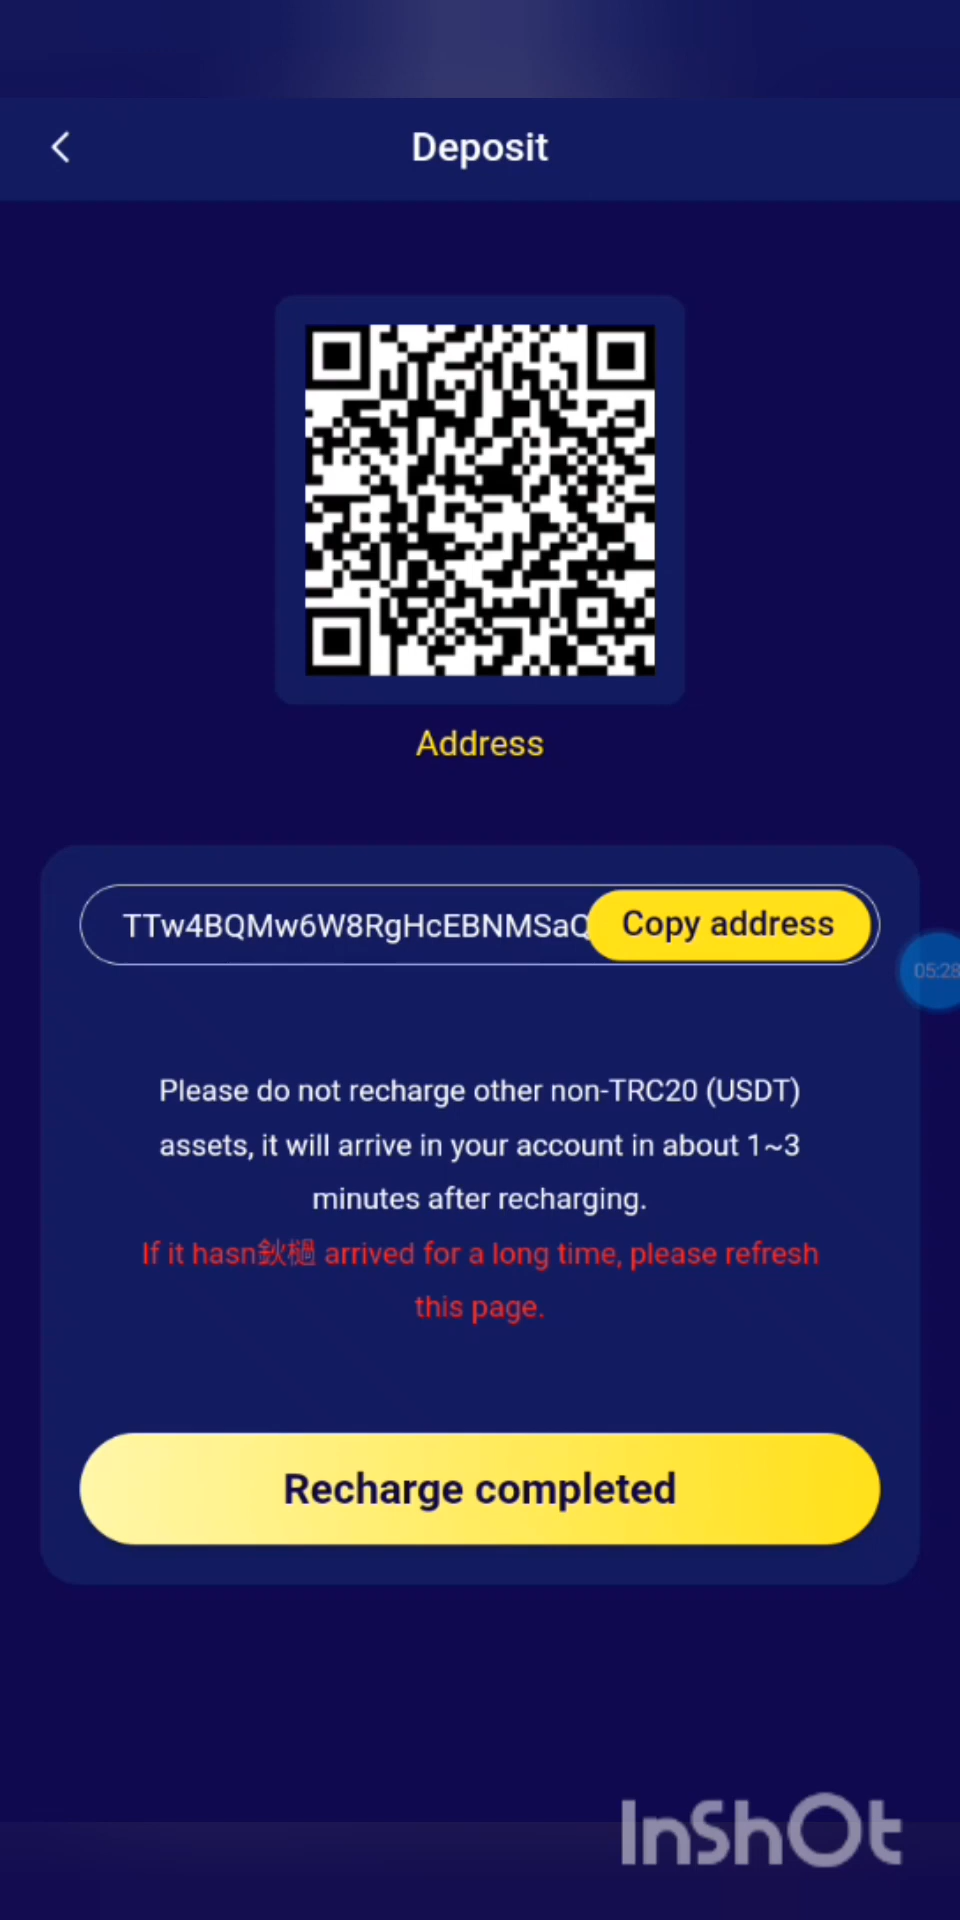 Deposit
Address
TTw4BQMw6W8RgHcEBNMSaQ
Copy address
05:28
Please do not recharge other non-TRC20 (USDT)
assets, it will arrive in your account in about 1~3
minutes after recharging.
If it hasn鈥檛 arrived for a long time, please refresh
this page.
Recharge completed
InShOt